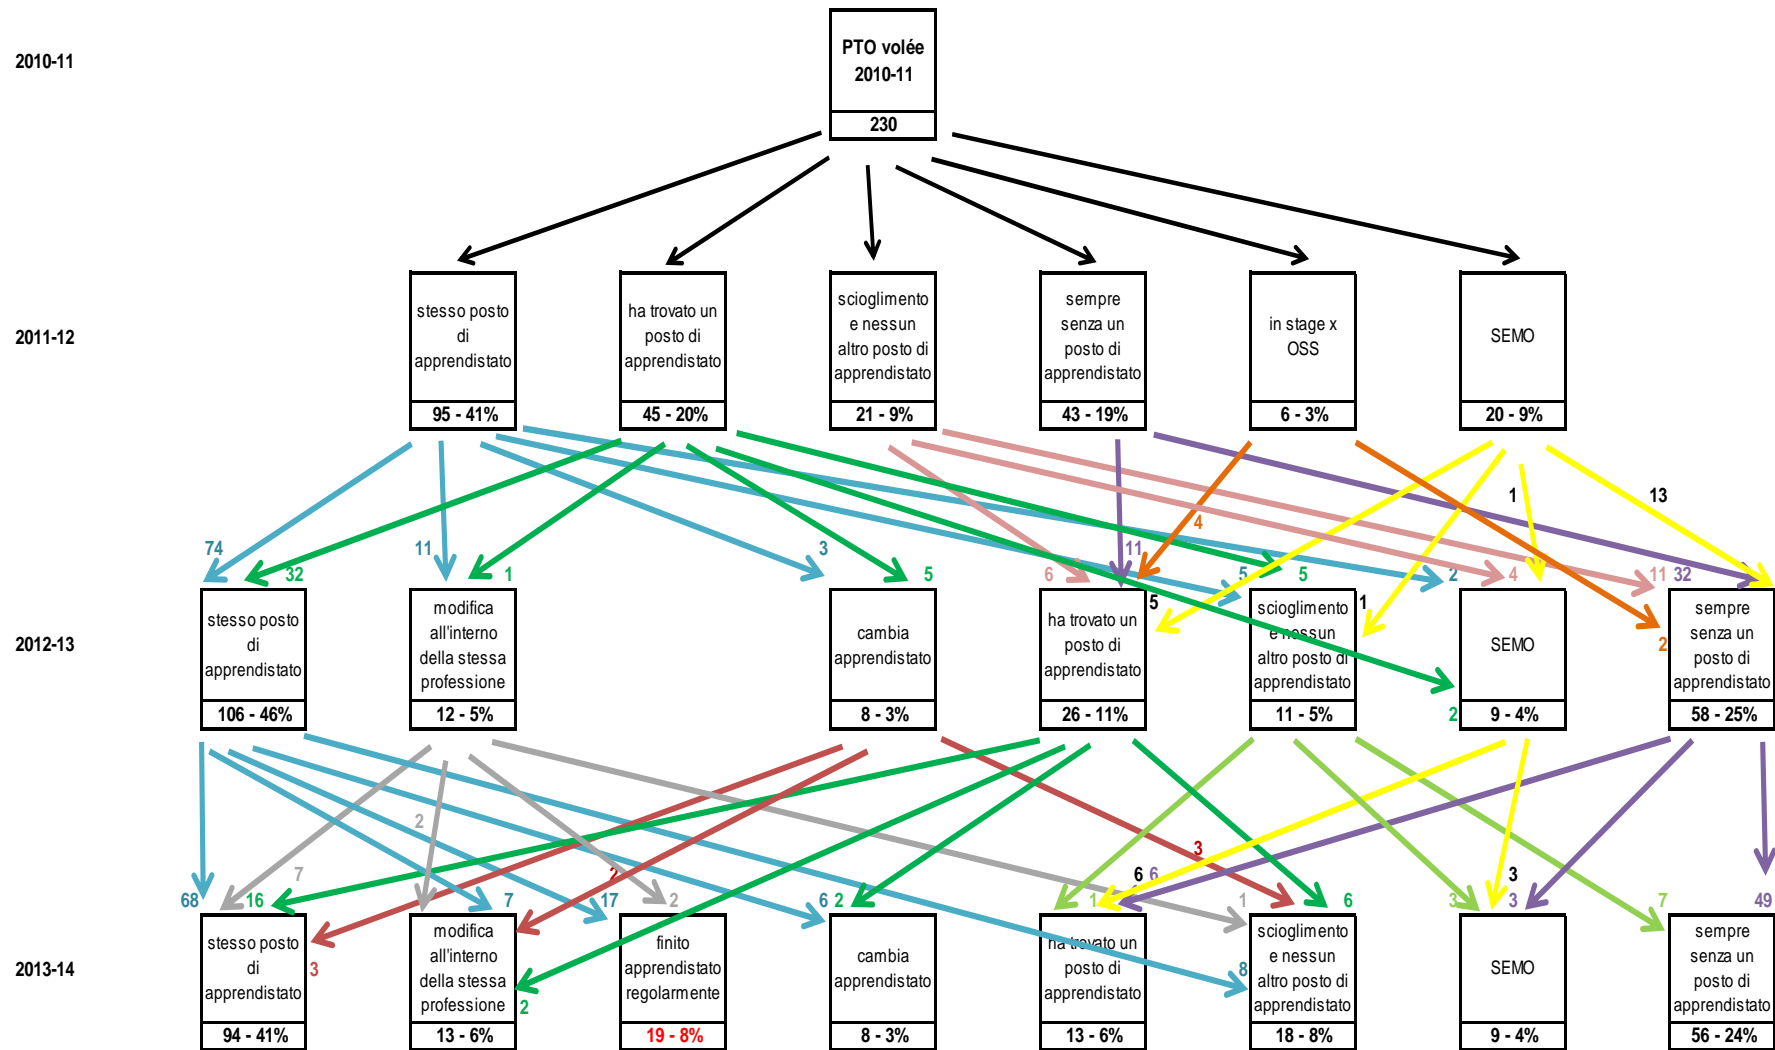 2010-11
PTO volée
2010-11
230
2011-12
stesso posto
di
apprendistato
95 - 41%
ha trovato un
posto di
apprendistato
45 - 20%
scioglimento
e nessun
altro posto di
apprendistato
21 - 9%
sempre
senza un
posto di
apprendistato
43 - 19%
in stage x
OSS
6 - 3%
SEMO
20 - 9%
1
13
4
74
11
3
11
32
1
5
6
5
5
2
4
11
32
5
1
2
2
2012-13
stesso posto
di
apprendistato
106 - 46%
modifica
all'interno
della stessa
professione
12 - 5%
cambia
apprendistato
8 - 3%
ha trovato un
posto di
apprendistato
26 - 11%
scioglimento
e nessun
altro posto di
apprendistato
11 - 5%
SEMO
9 - 4%
sempre
senza un
posto di
apprendistato
58 - 25%
2
3
7
2
6
6
3
68
16
7
17
2
6
2
1
1
6
3
3
7
49
3
2
8
2013-14
stesso posto
di
apprendistato
94 - 41%
modifica
all'interno
della stessa
professione
13 - 6%
finito
apprendistato
regolarmente
19 - 8%
cambia
apprendistato
8 - 3%
ha trovato un
posto di
apprendistato
13 - 6%
scioglimento
e nessun
altro posto di
apprendistato
18 - 8%
SEMO
9 - 4%
sempre
senza un
posto di
apprendistato
56 - 24%